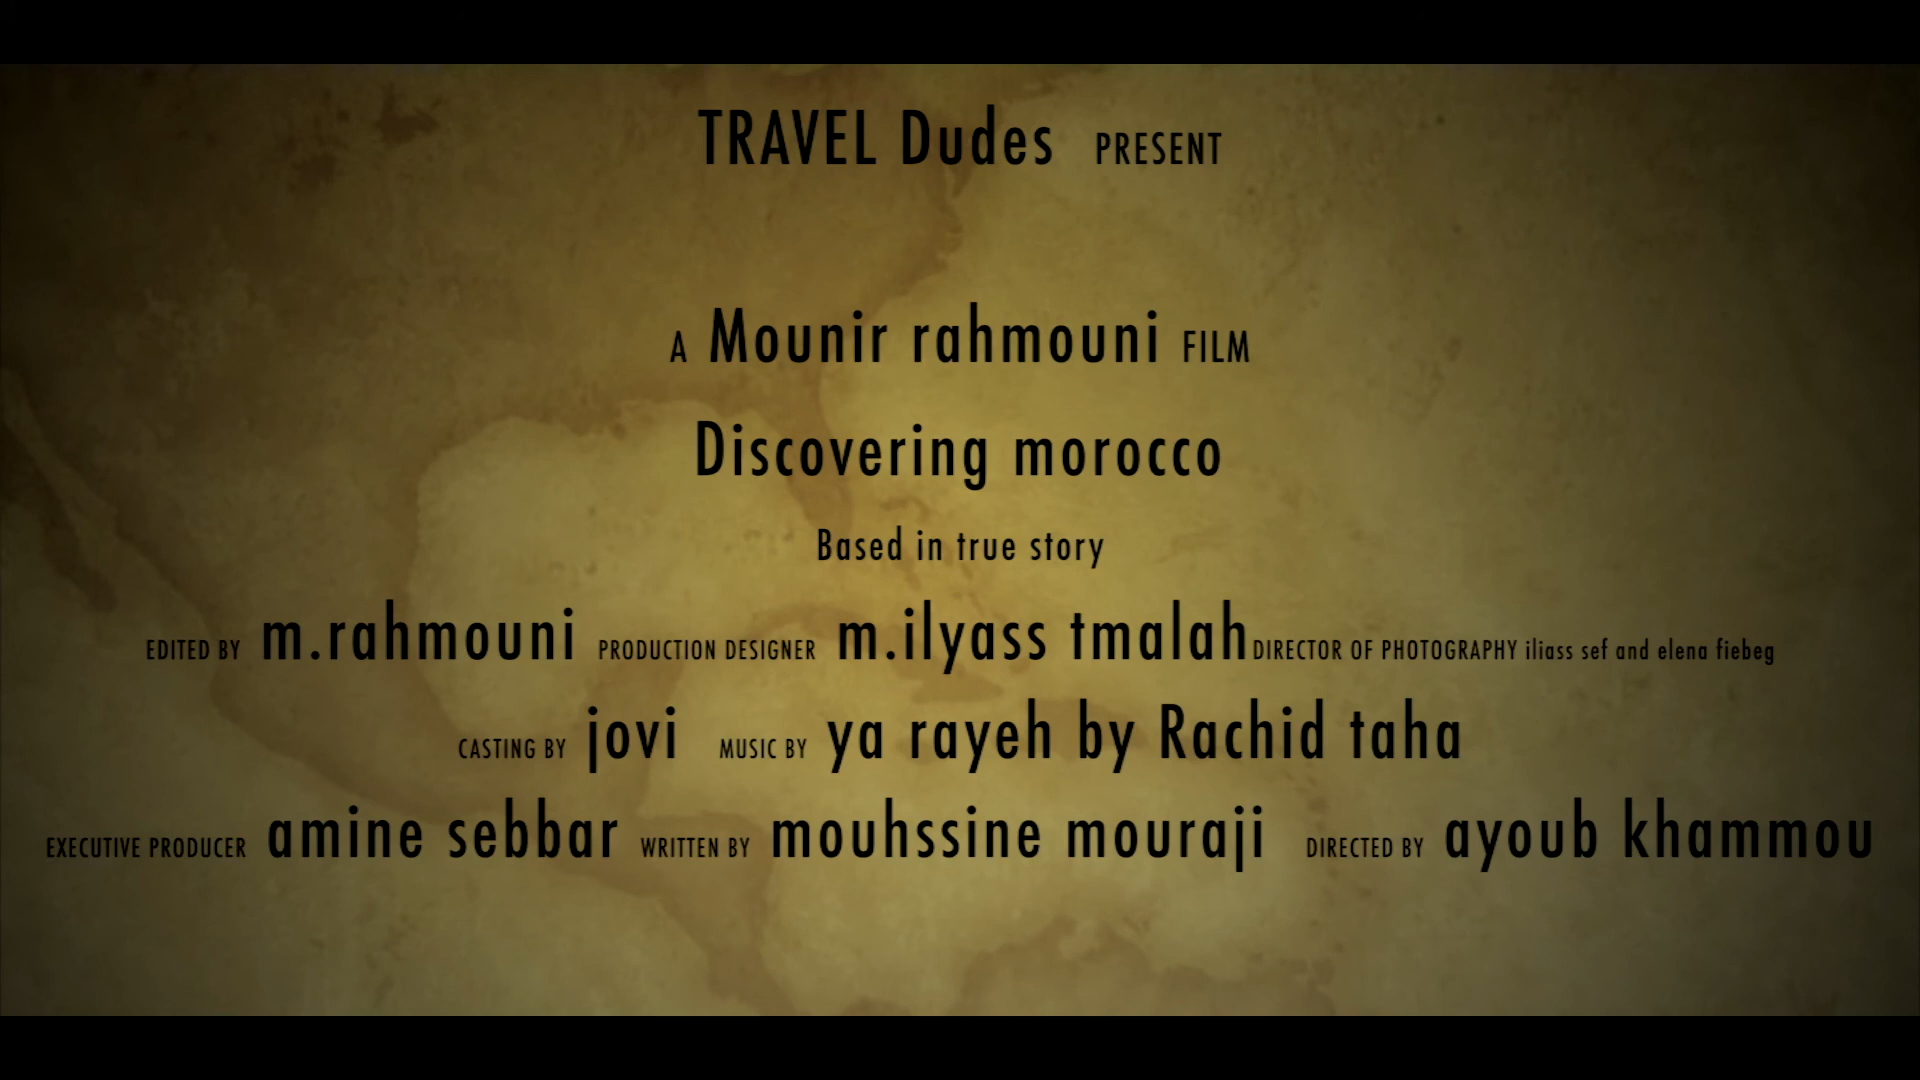 TRAVEL Dudes PRESENT
A Mounir rahmouni FILM
Discovering morocco
Based in true story
EDITED BY m.rahmouni PRODUCTION DESIGNER m.ilyass tmalah DIRECTOR OF PHOTOGRAPHY iliass sef and elena fiebeg
CASTING BY jovi MUSIC BY ya rayeh by Rachid taha
EXECUTIVE PRODUCER amine sebbar WRITTEN BY mouhssine mouraji DIRECTED BY ayoub khammou